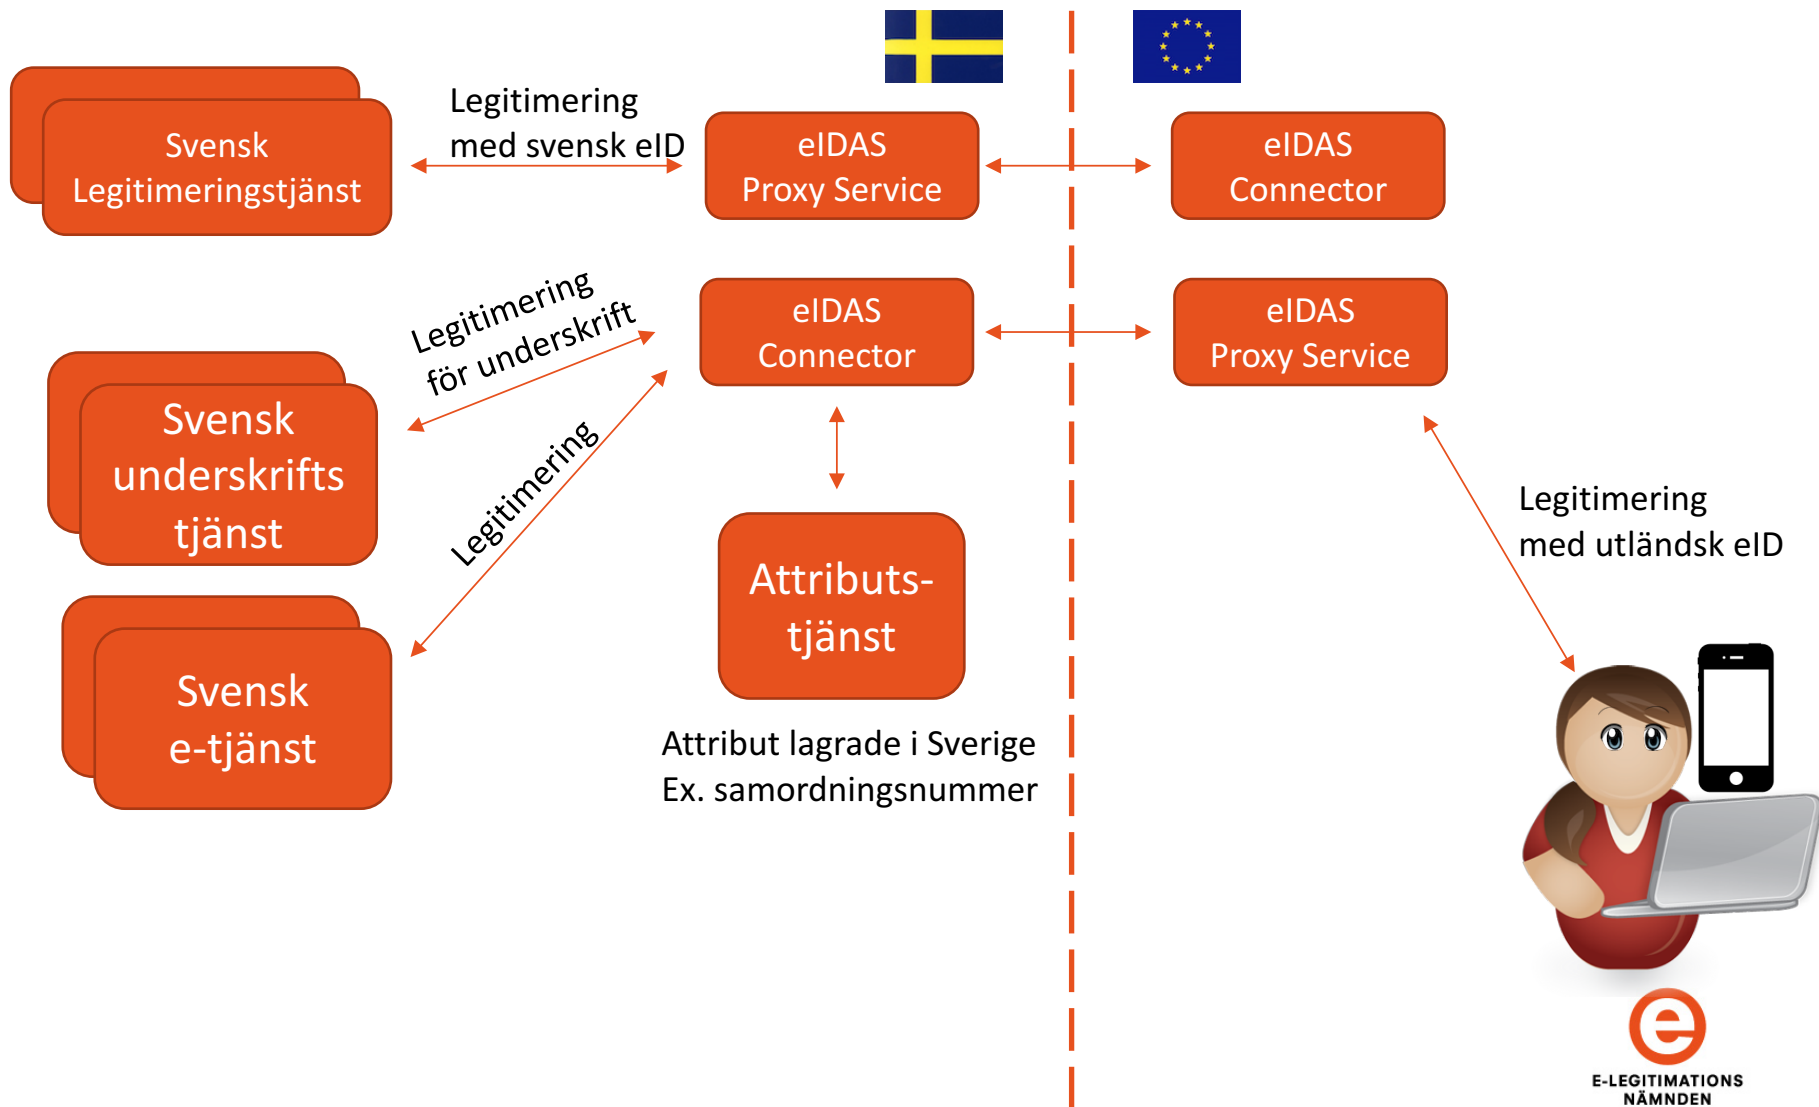 Svensk
Legitimeringstjänst
Legitimering
med svensk eID
eIDAS
Proxy Service
eIDAS
Connector
Legitimering
för underskrift
eIDAS
Connector
eIDAS
Proxy Service
Svensk
underskrifts
tjänst
Legitimering
Attributs-
tjänst
Legitimering
med utländsk eID
Svensk
e-tjänst
Attribut lagrade i Sverige
Ex. samordningsnummer
e
E-LEGITIMATIONS
NÄMNDEN